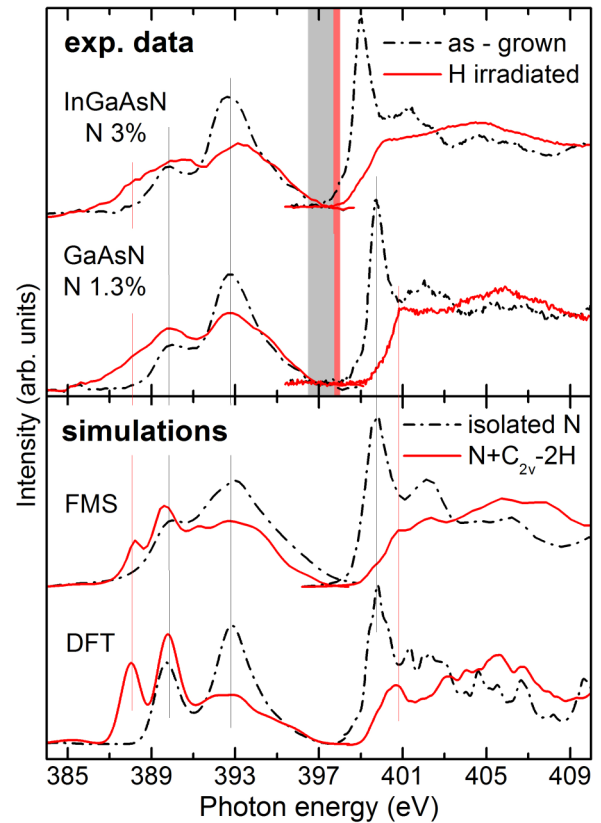 exp. data
as - grown
H irradiated
InGaAsN
N 3%
GaAsN
N 1.3%
Intensity (arb. units)
simulations
isolated N
N+C2v-2H
FMS
DFT
385 389 393 397 401 405 409
Photon energy (eV)